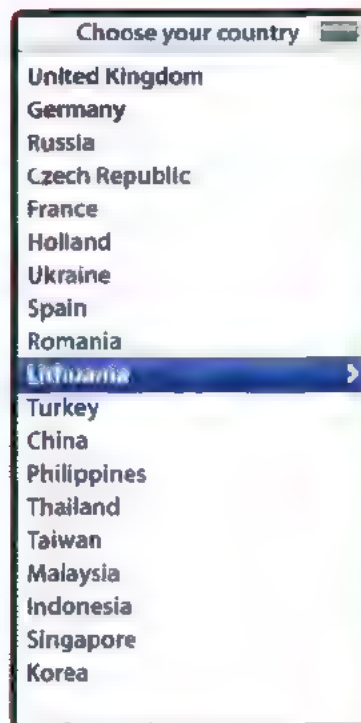 Choose your country
United Kingdom
Germany
Russia
Czech Republic
France
Holland
Ukraine
Spain
Romania
Lithuania
Turkey
China
Philippines
Thailand
Taiwan
Malaysia
Indonesia
Singapore
Korea